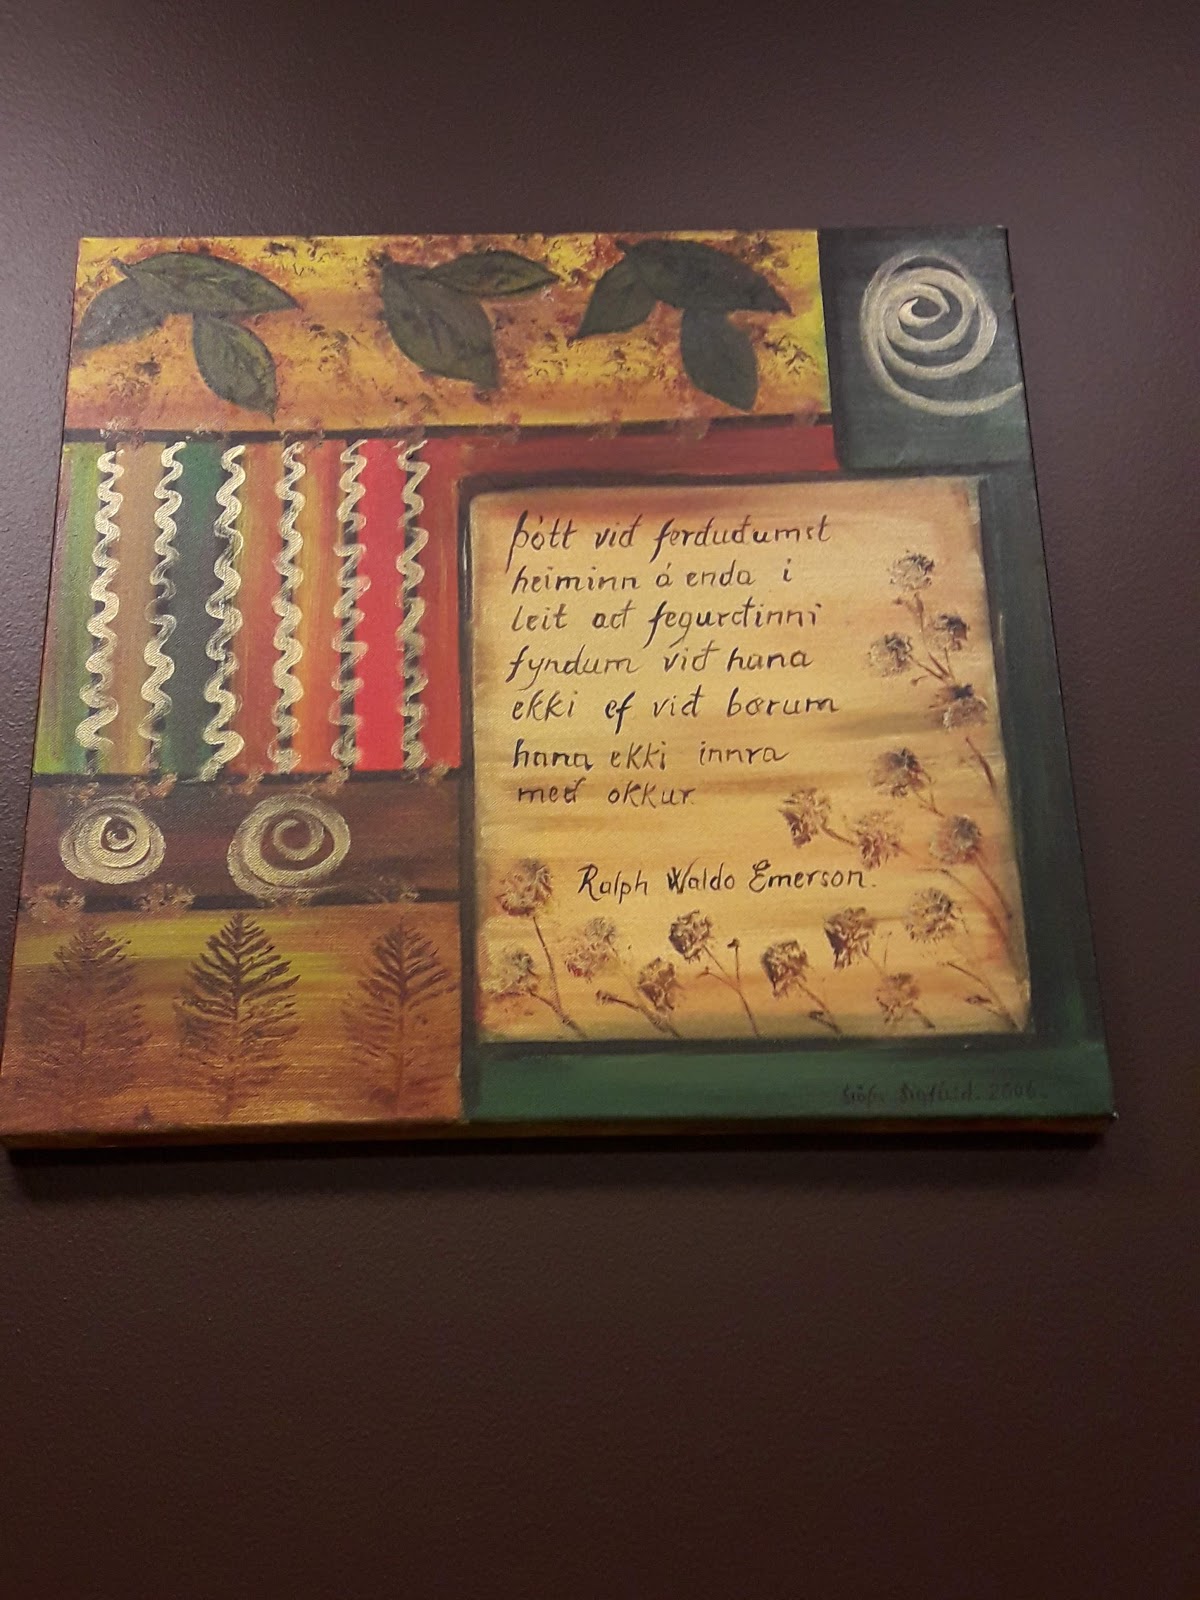 þótt við ferðuðumst
heiminn á enda í
leit að fegurðinni
fyndum við hana
ekki ef við bærum
hana ekki innra
með okkur.
Ralph Waldo Emerson.
2006.